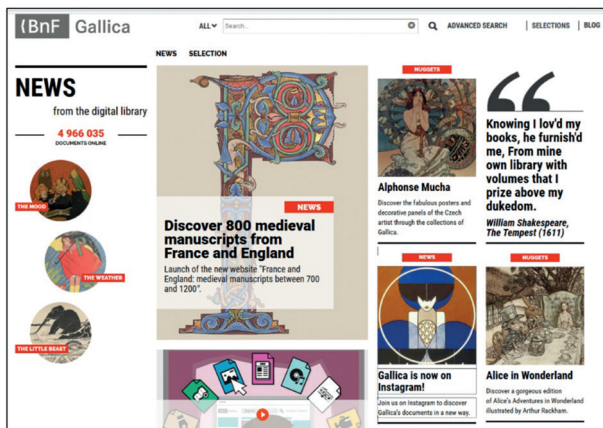 {BnF Gallica
ALL
Search...
ADVANCED SEARCH
SELECTIONS
BLOG
NEWS SELECTION
NEWS
from the digital library
4 966 035
DOCUMENTS ONLINE
THE MOOD
THE WEATHER
THE LITTLE BEAST
NEWS
Discover 800 medieval
manuscripts from
France and England
Launch of the new website "France and
England: medieval manuscripts between 700
and 1200".
NUGGETS
Alphonse Mucha
Discover the fabulous posters and
decorative panels of the Czech
artist through the collections of
Gallica.
Knowing I lov'd my
books, he furnish'd
me, From mine
own library with
volumes that I
prize above my
dukedom.
William Shakespeare,
The Tempest (1611)
NEWS
Gallica is now on
Instagram!
Join us on Instagram to discover
Gallica's documents in a new way.
NUGGETS
Alice in Wonderland
Discover a gorgeous edition
of Alice's Adventures in Wonderland
illustrated by Arthur Rackham.